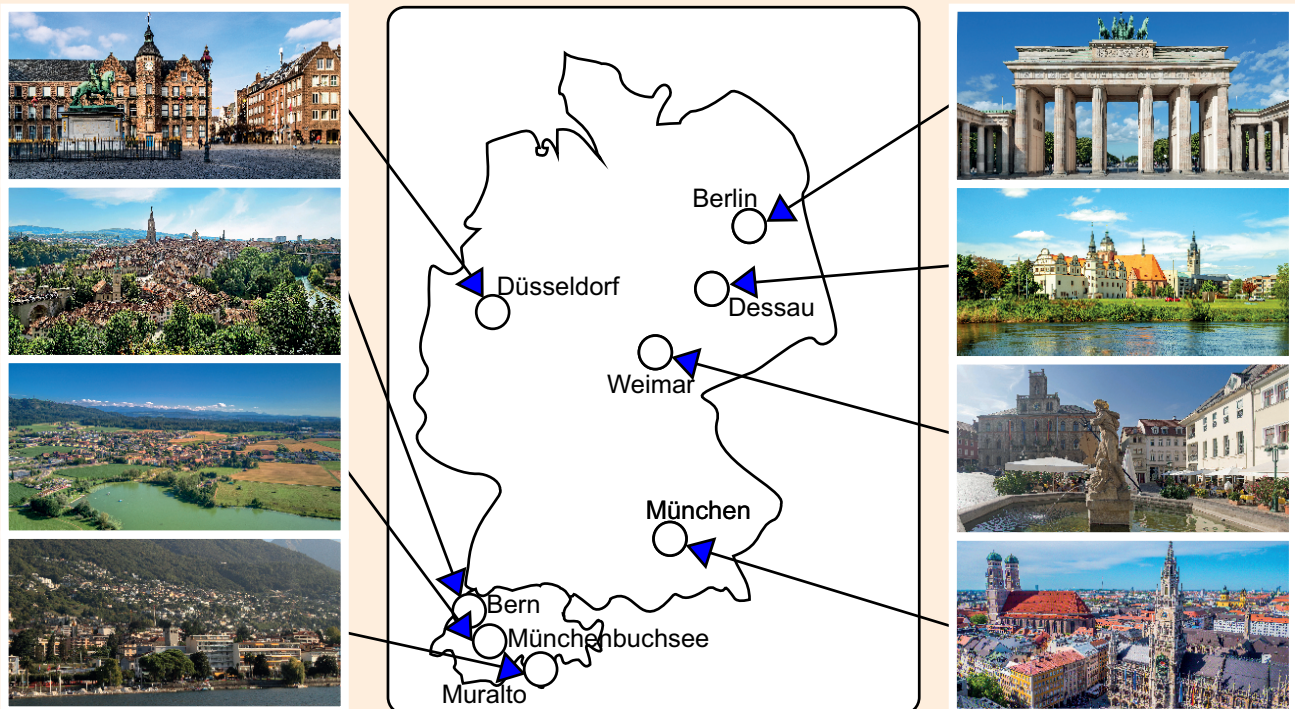 Berlin
Düsseldorf
Dessau
Weimar
München
Bern
Münchenbuchsee
Muralto